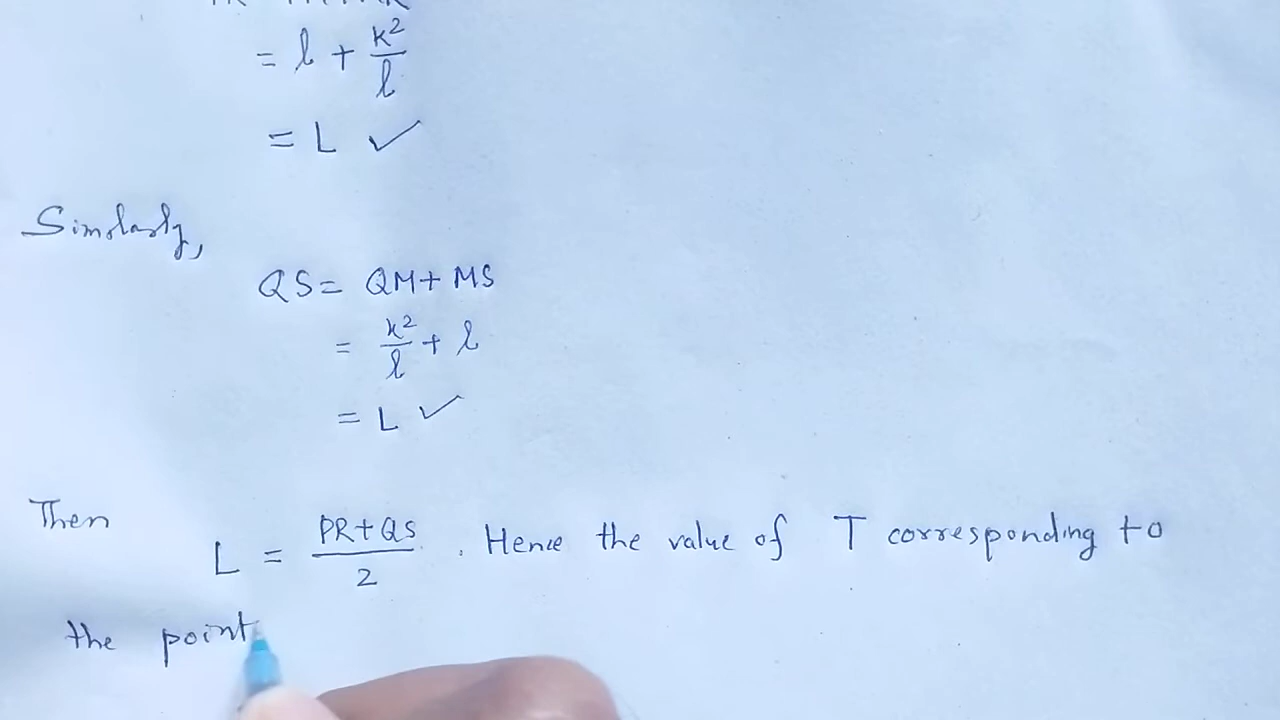 = l + k²/l
= L ✓
Similarly,
QS = QM + MS
= k²/l + l
= L ✓
Then
L = PR+QS/2 . Hence the value of T corresponding to
the point